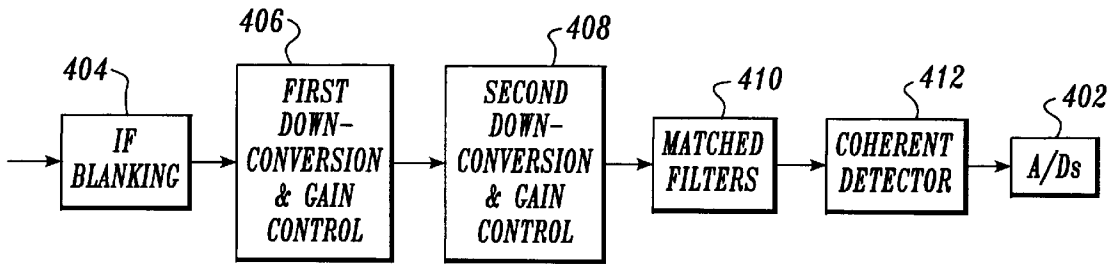 404
IF
BLANKING
406
FIRST
DOWN-
CONVERSION
& GAIN
CONTROL
408
SECOND
DOWN-
CONVERSION
& GAIN
CONTROL
410
MATCHED
FILTERS
412
COHERENT
DETECTOR
402
A/Ds